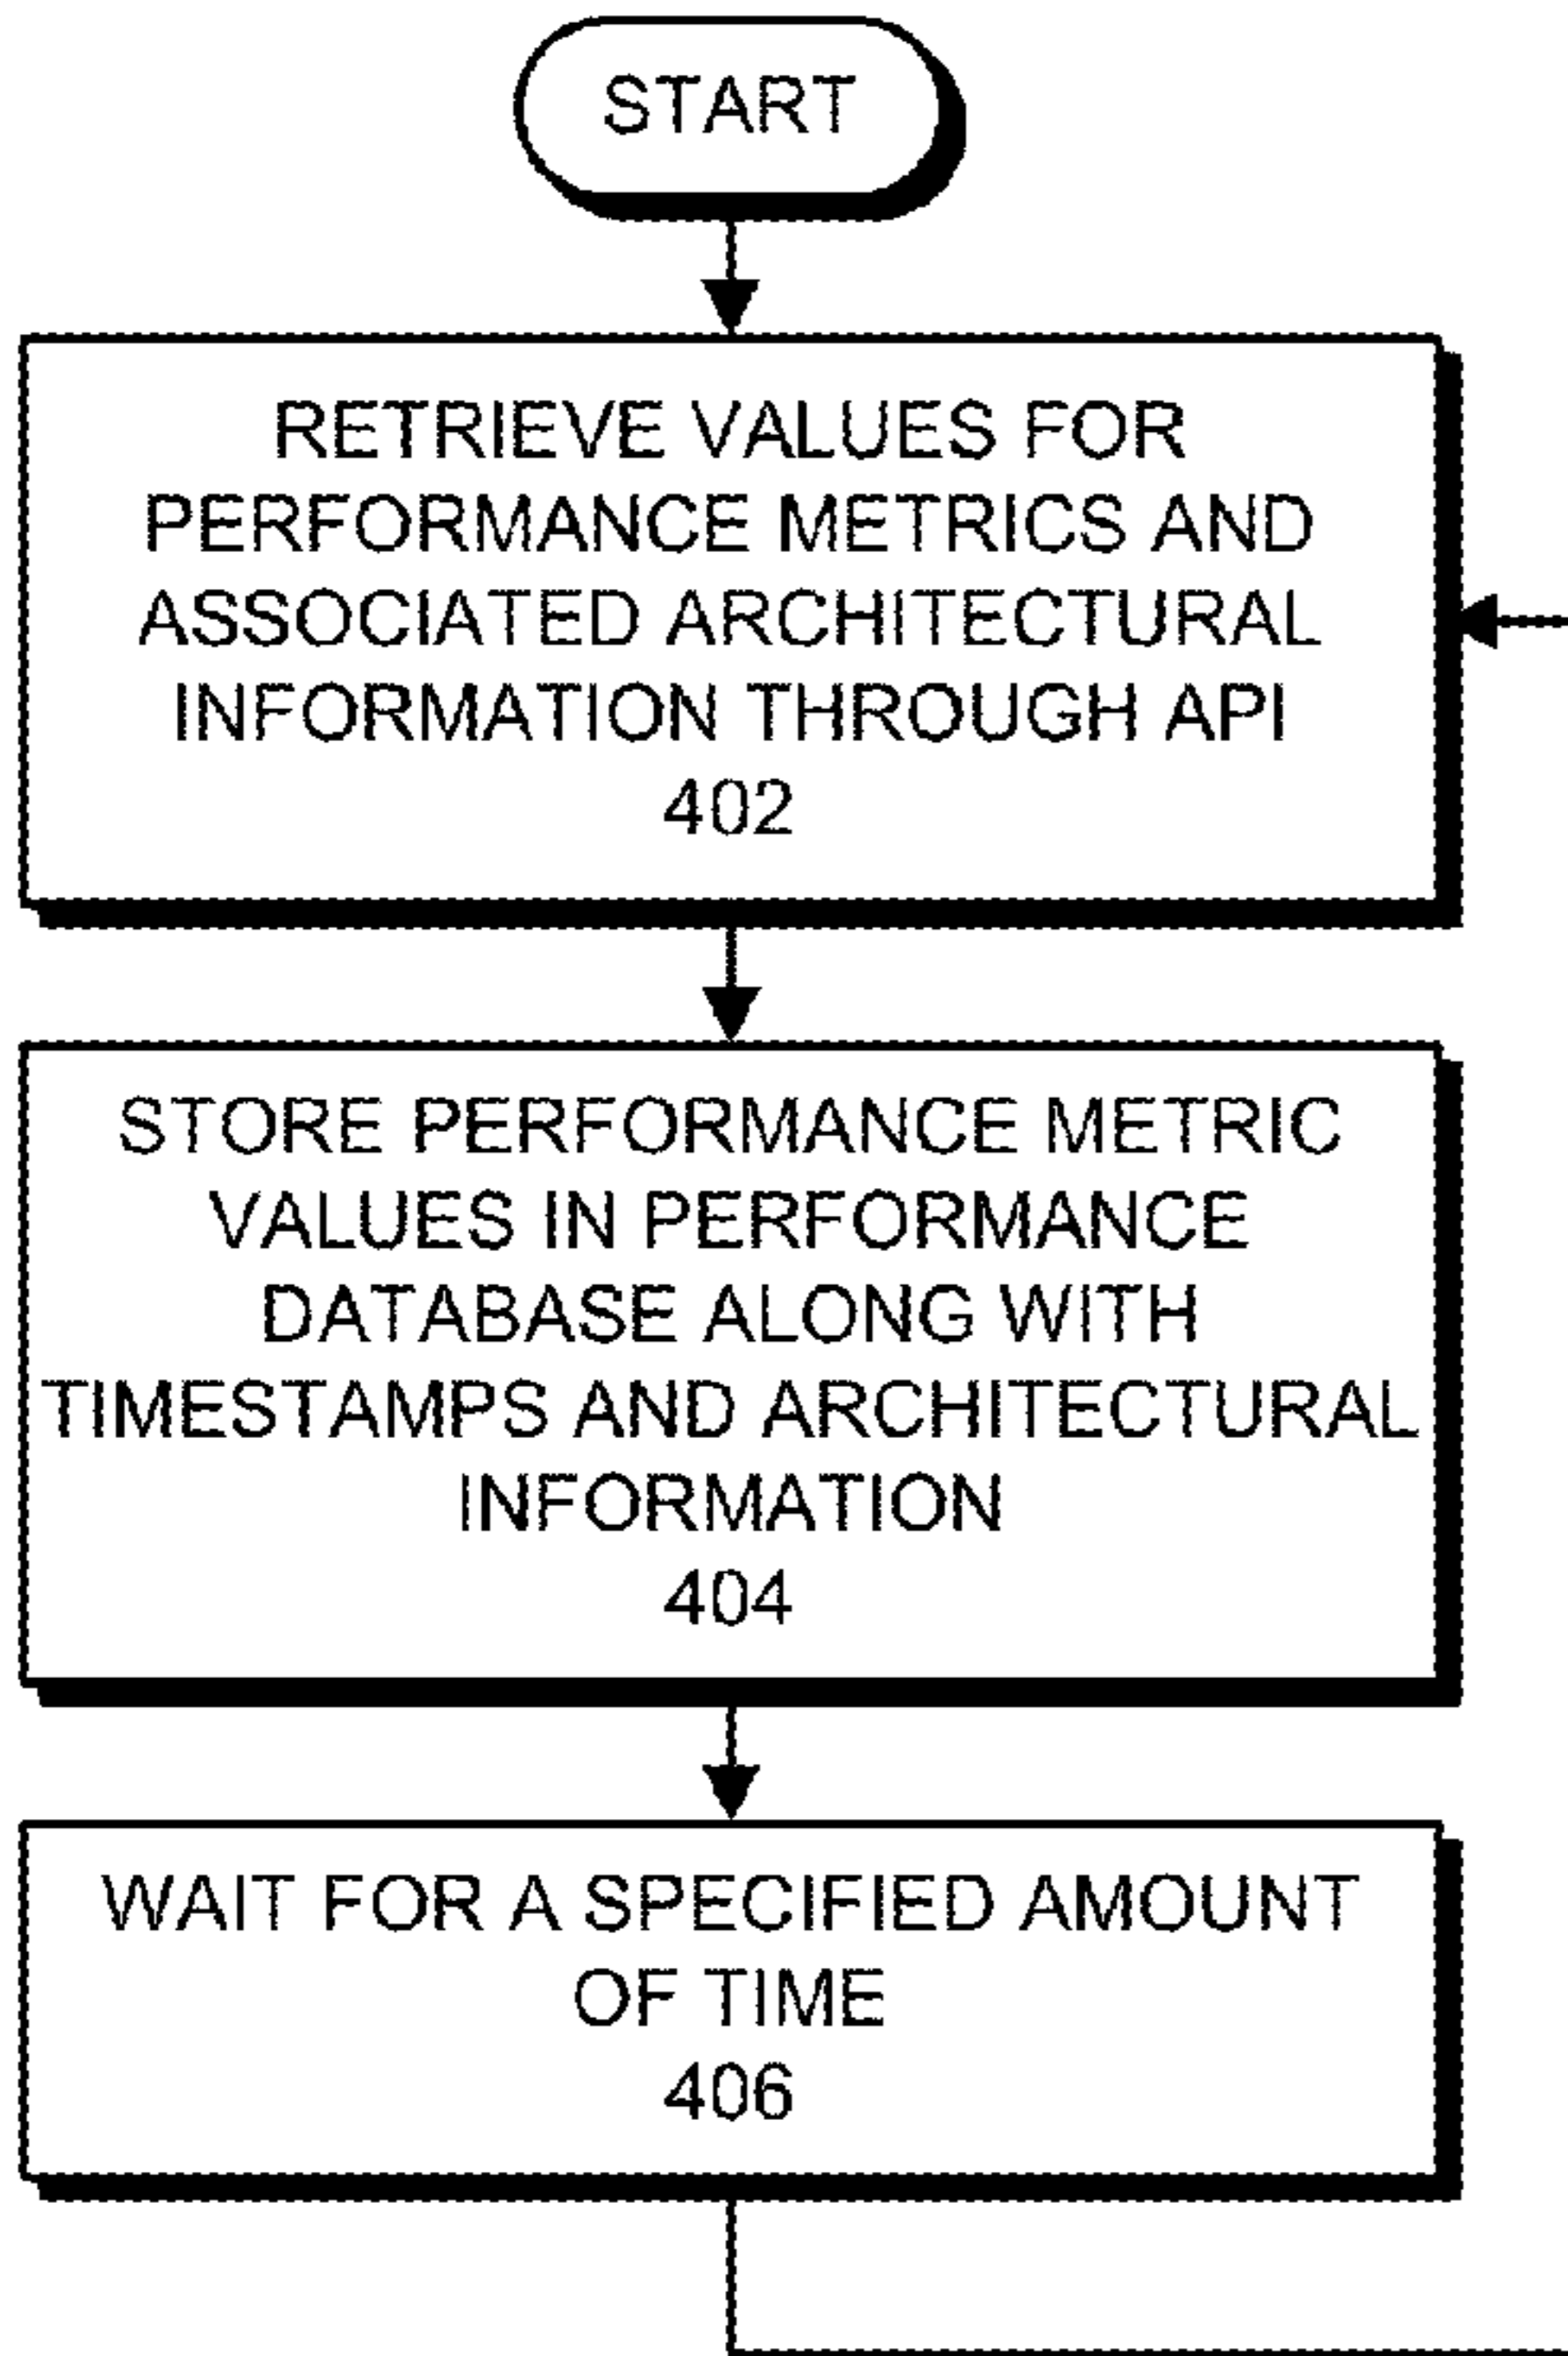 START
RETRIEVE VALUES FOR
PERFORMANCE METRICS AND
ASSOCIATED ARCHITECTURAL
INFORMATION THROUGH API
402
STORE PERFORMANCE METRIC
VALUES IN PERFORMANCE
DATABASE ALONG WITH
TIMESTAMPS AND ARCHITECTURAL
INFORMATION
404
WAIT FOR A SPECIFIED AMOUNT
OF TIME
406